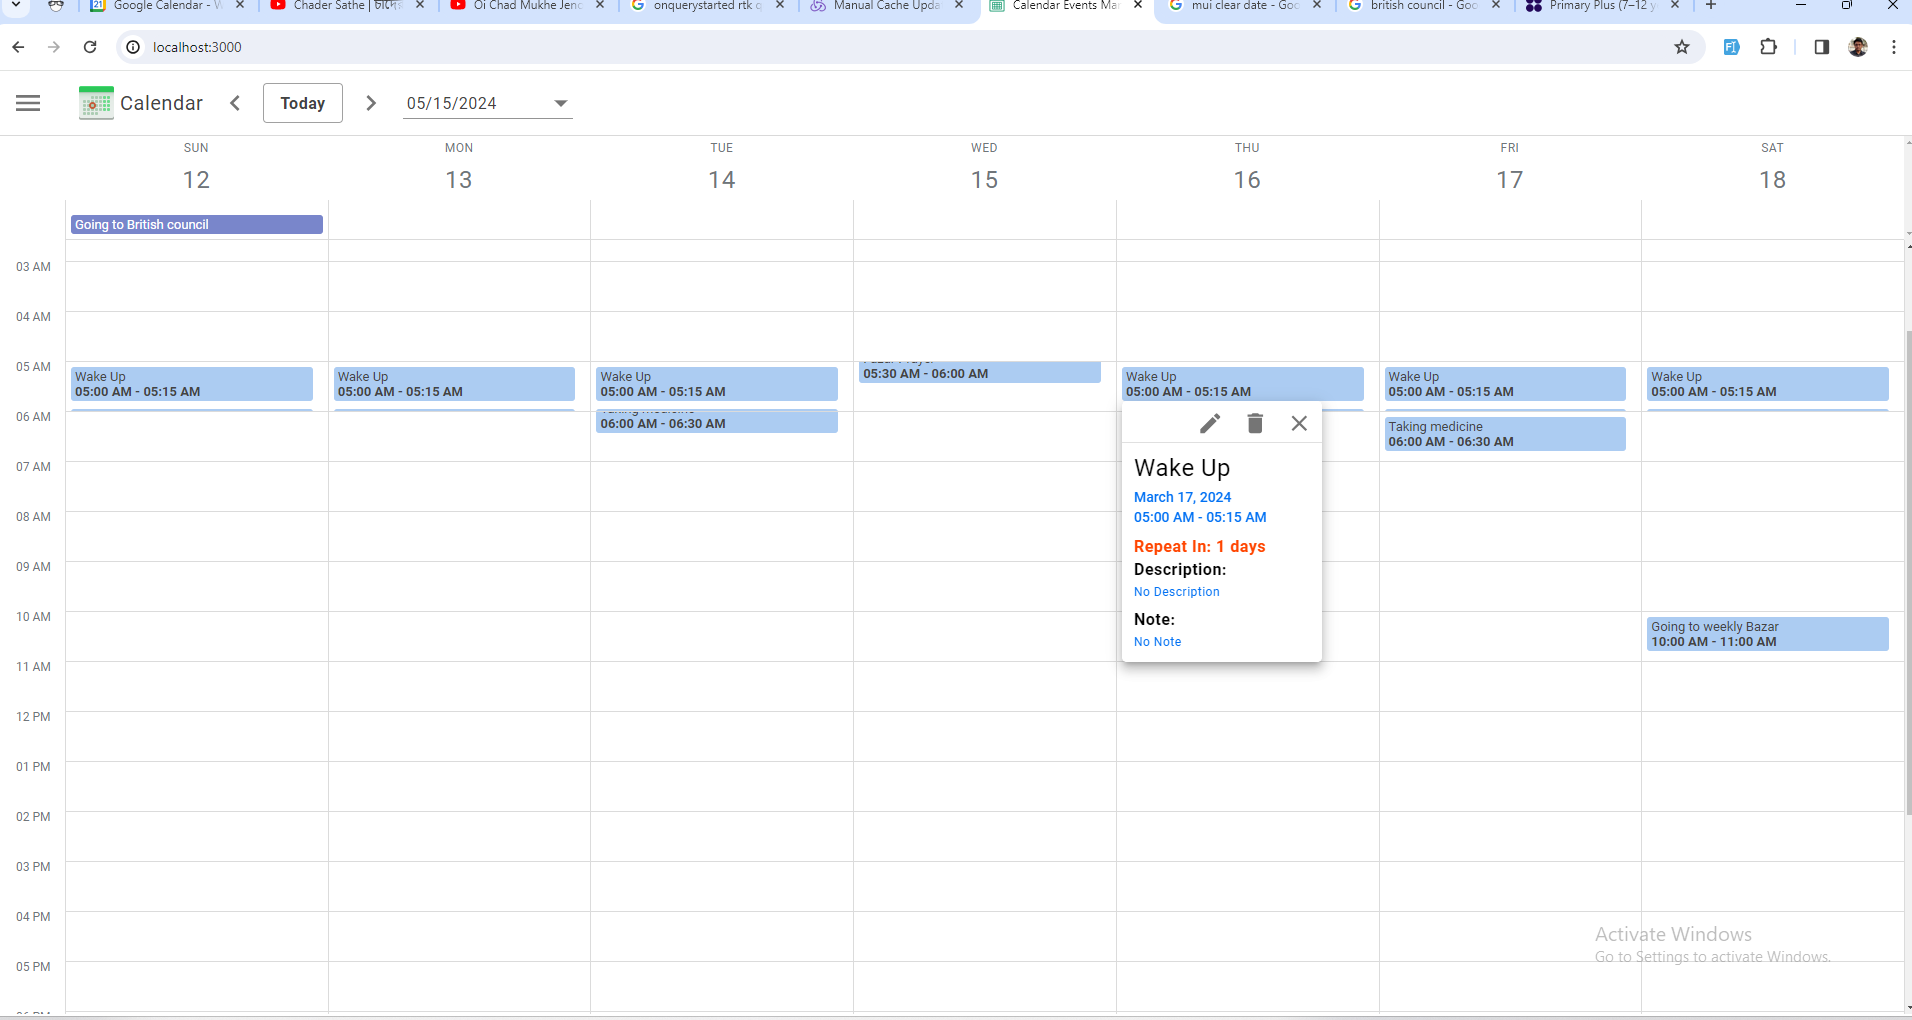 Google Calendar - W
Chader Sathe | চাঁদের
Oi Chad Mukhe Jeno
onquerystarted rtk q
Manual Cache Upda
Calendar Events Ma
mui clear date - Goo
british council - Goo
Primary Plus (7–12 y
localhost:3000
Calendar
Today
05/15/2024
SUN MON TUE WED THU FRI SAT
12 13 14 15 16 17 18
Going to British council
03 AM
04 AM
05 AM
Wake Up
05:00 AM - 05:15 AM
Wake Up
05:00 AM - 05:15 AM
Wake Up
05:00 AM - 05:15 AM
05:30 AM - 06:00 AM
Wake Up
05:00 AM - 05:15 AM
Wake Up
05:00 AM - 05:15 AM
Wake Up
05:00 AM - 05:15 AM
06 AM
Taking medicine
06:00 AM - 06:30 AM
Taking medicine
06:00 AM - 06:30 AM
Wake Up
March 17, 2024
05:00 AM - 05:15 AM
Repeat In: 1 days
Description:
No Description
Note:
No Note
07 AM
08 AM
09 AM
10 AM
Going to weekly Bazar
10:00 AM - 11:00 AM
11 AM
12 PM
01 PM
02 PM
03 PM
04 PM
05 PM
Activate Windows
Go to Settings to activate Windows.